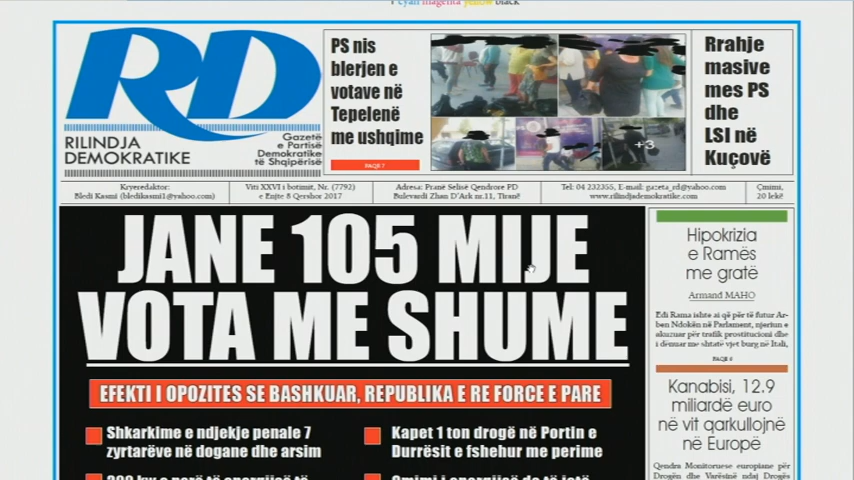 cyan magenta yellow black
RD
RILINDJA
DEMOKRATIKE
Gazetë
e Partisë
Demokratike
të Shqipërisë
PS nis
blerjen e
votave në
Tepelenë
me ushqime
FAQE 7
+3
Rrahje
masive
mes PS
dhe
LSI në
Kuçovë
Kryeredaktor:
Bledi Kasmi (bledikasmi1@yahoo.com)
Viti XXVI i botimit, Nr. (7792)
e Enjte 8 Qershor 2017
Adresa: Pranë Selisë Qendrore PD
Bulevardi Zhan D'Ark nr.11, Tiranë
Tel: 04 232355, E-mail: gazeta_rd@yahoo.com
www.rilindjademokratike.com
Çmimi,
20 lekë
JANE 105 MIJE
VOTA ME SHUME
EFEKTI I OPOZITES SE BASHKUAR, REPUBLIKA E RE FORCE E PARE
Shkarkime e ndjekje penale 7
zyrtarëve në dogane dhe arsim
Kapet 1 ton drogë në Portin e
Durrësit e fshehur me perime
Hipokrizia
e Ramës
me gratë
Armand MAHO
Edi Rama ishte ai që për të futur Ar-
ben Ndokën në Parlament, njeriun e
akuzuar për trafik prostitucioni dhe
i dënuar me shtatë vjet burg në Itali,
FAQE 6
Kanabisi, 12.9
miliardë euro
në vit qarkullojnë
në Europë
Qendra Monitoruese europiane për
Drogën dhe Varësinë ndaj Drogës